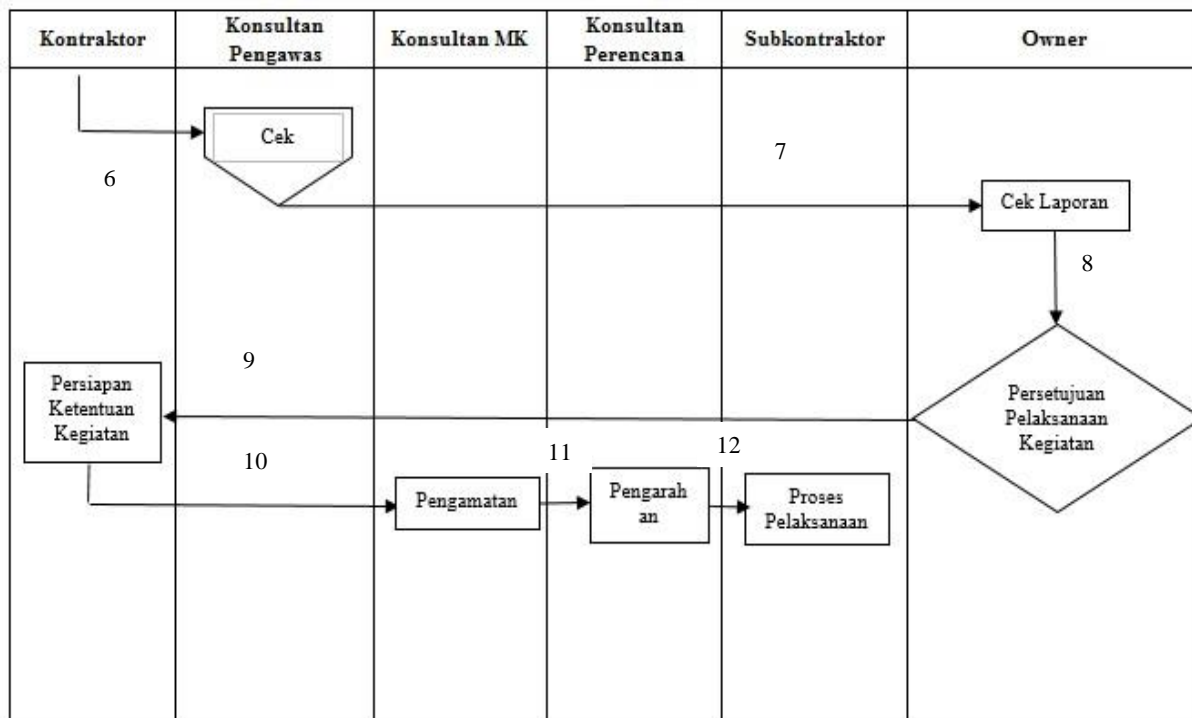 Kontraktor
Konsultan
Pengawas
Konsultan MK
Konsultan
Perencana
Subkontraktor
Owner
Cek
6
7
Cek Laporan
8
9
Persiapan
Ketentuan
Kegiatan
Persetujuan
Pelaksanaan
Kegiatan
10
11
12
Pengamatan
Pengarah
an
Proses
Pelaksanaan